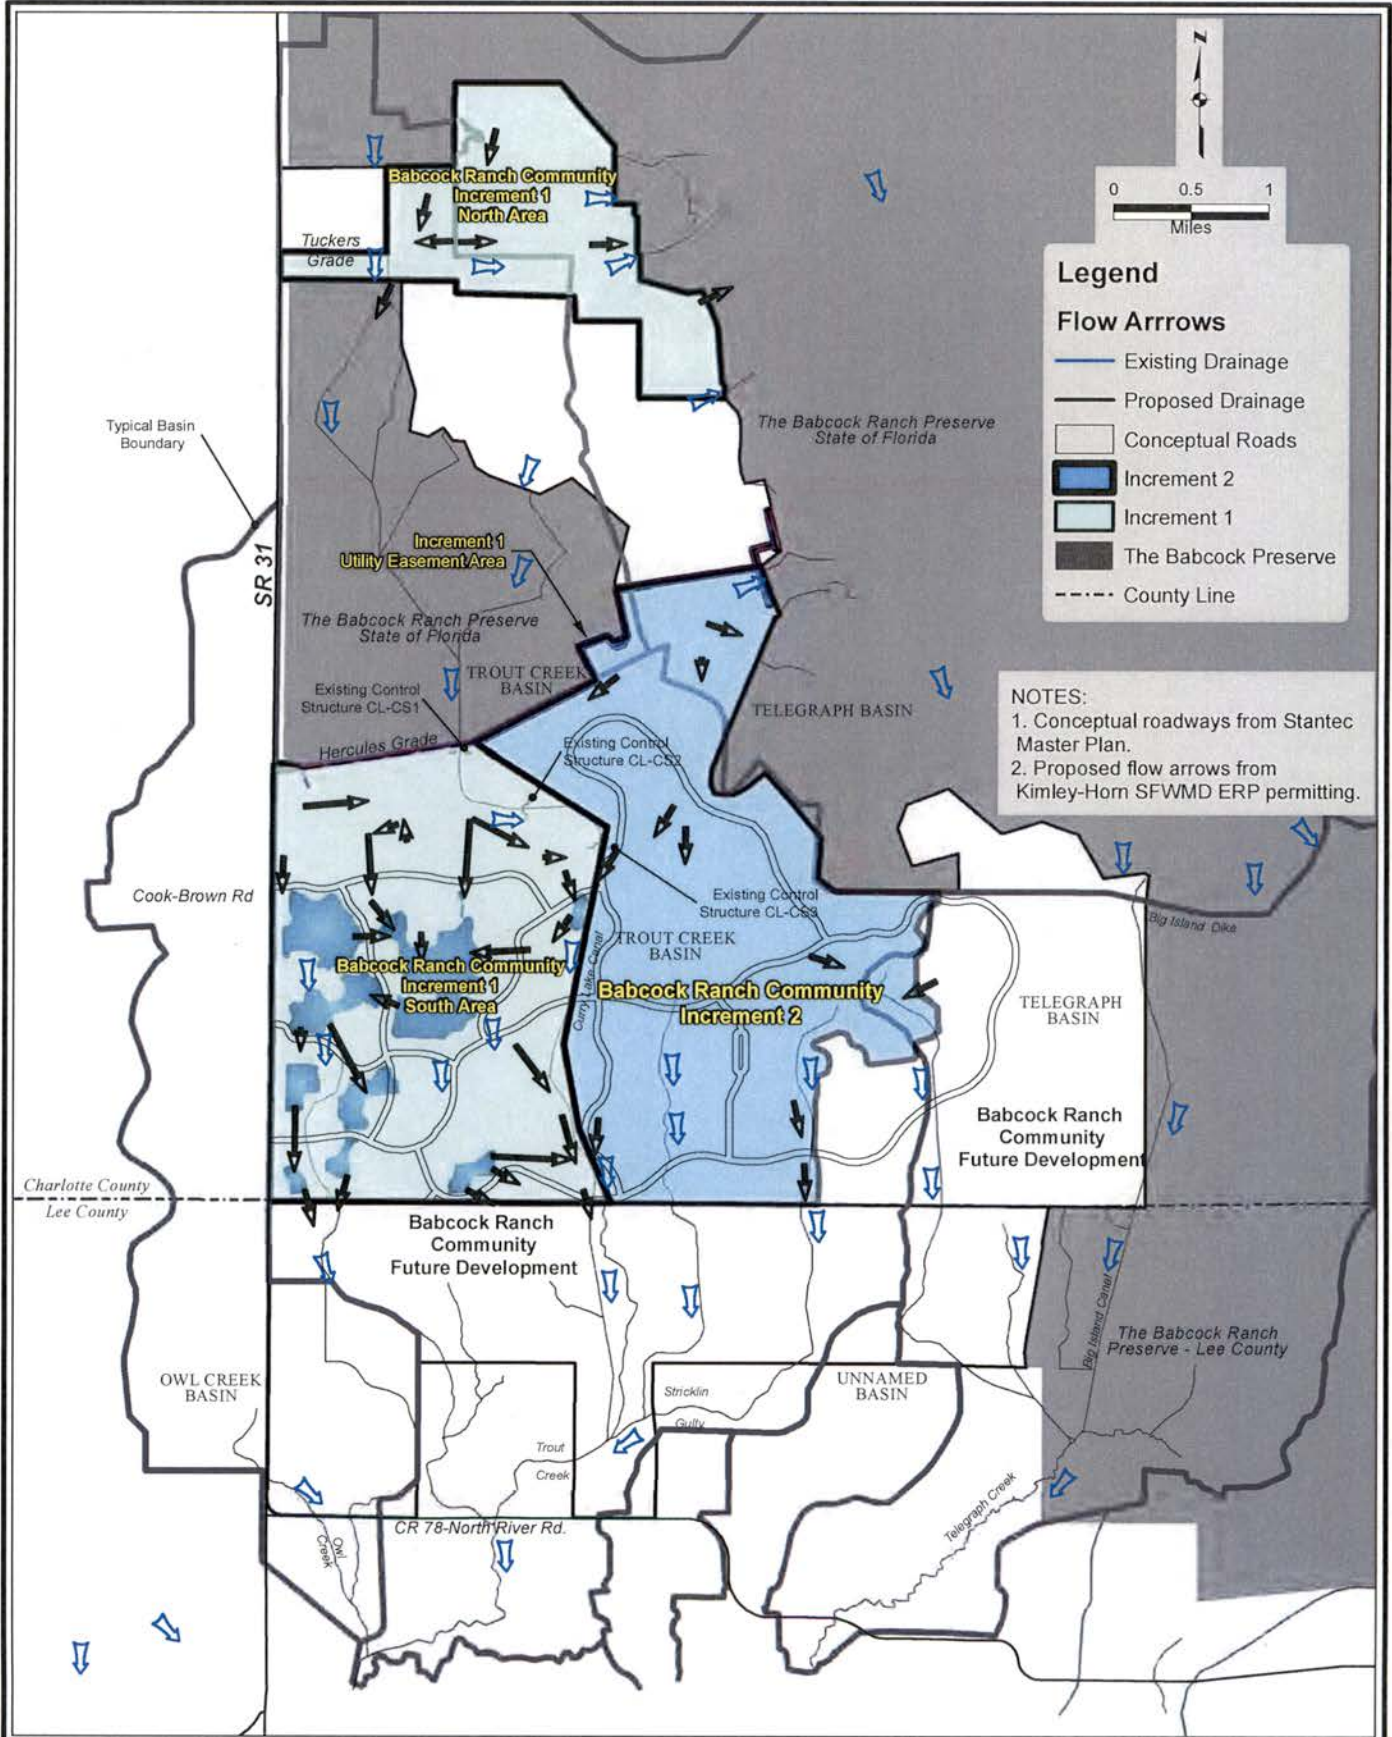 N
0 0.5 1
Miles
Legend
Flow Arrrows
Existing Drainage
Proposed Drainage
Conceptual Roads
Increment 2
Increment 1
The Babcock Preserve
County Line
NOTES:
1. Conceptual roadways from Stantec
Master Plan.
2. Proposed flow arrows from
Kimley-Horn SFWMD ERP permitting.
Babcock Ranch Community
Increment 1
North Area
Tuckers
Grade
The Babcock Ranch Preserve
State of Florida
Typical Basin
Boundary
SR 31
Increment 1
Utility Easement Area
The Babcock Ranch Preserve
State of Florida
TROUT CREEK
BASIN
Existing Control
Structure CL-CS1
TELEGRAPH BASIN
Hercules Grade
Existing Control
Structure CL-CS2
Cook-Brown Rd
Existing Control
Structure CL-CS3
Big Island Dike
TROUT CREEK
BASIN
Curry Lake Canal
Babcock Ranch Community
Increment 1
South Area
Babcock Ranch Community
Increment 2
TELEGRAPH
BASIN
Babcock Ranch
Community
Future Development
Charlotte County
Lee County
Babcock Ranch
Community
Future Development
Big Island Canal
The Babcock Ranch
Preserve - Lee County
OWL CREEK
BASIN
UNNAMED
BASIN
Stricklin
Gully
Trout
Creek
Telegraph Creek
CR 78-North River Rd.
Owl
Creek